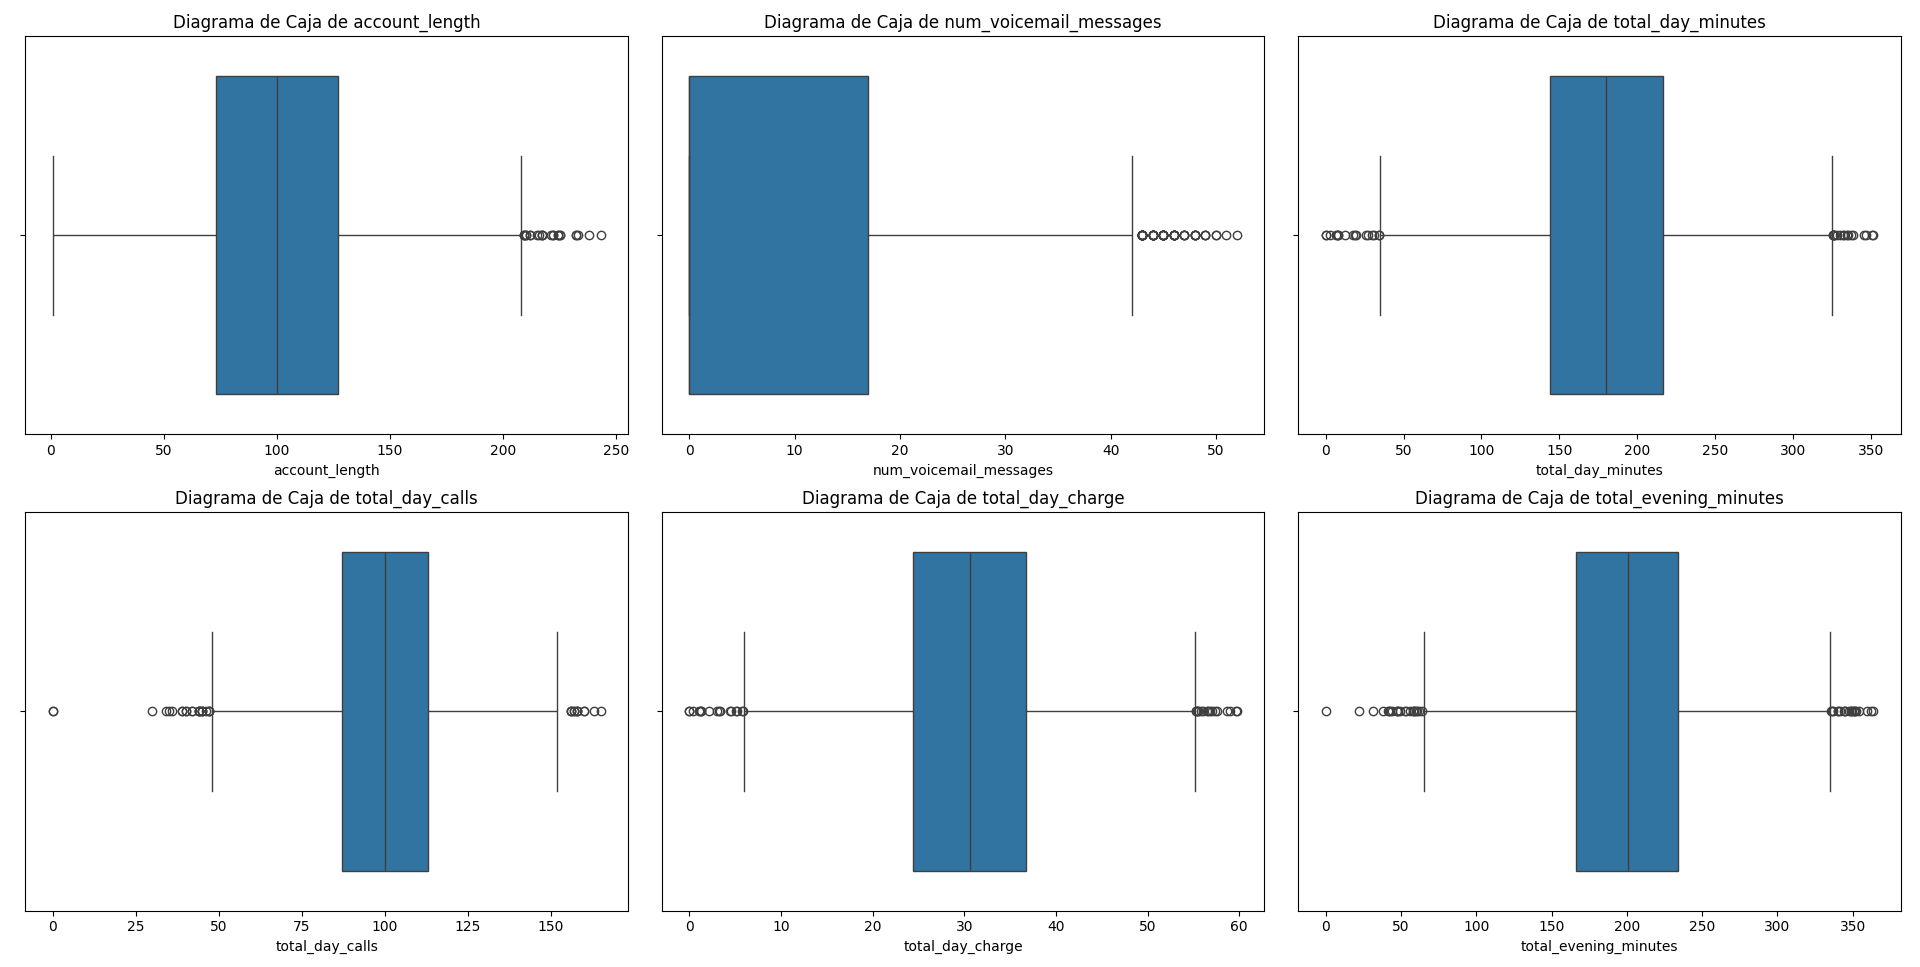 Diagrama de Caja de account_length
0 50 100 150 200 250
account_length
Diagrama de Caja de num_voicemail_messages
0 10 20 30 40 50
num_voicemail_messages
Diagrama de Caja de total_day_minutes
0 50 100 150 200 250 300 350
total_day_minutes
Diagrama de Caja de total_day_calls
0 25 50 75 100 125 150
total_day_calls
Diagrama de Caja de total_day_charge
0 10 20 30 40 50 60
total_day_charge
Diagrama de Caja de total_evening_minutes
0 50 100 150 200 250 300 350
total_evening_minutes